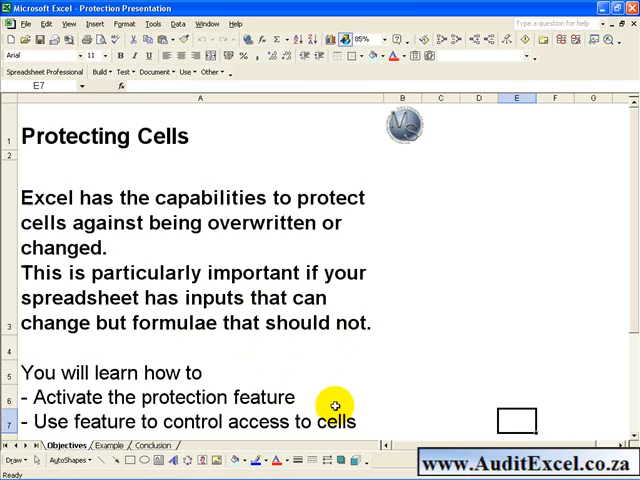 Microsoft Excel - Protection Presentation
File Edit View Insert Format Tools Data Window Help
Type a question for help
Arial 11
85%
Spreadsheet Professional Build Test Document Use Other
E7 fx
A B C D E F G
1 Protecting Cells
2
Excel has the capabilities to protect
cells against being overwritten or
changed.
This is particularly important if your
spreadsheet has inputs that can
3 change but formulae that should not.
4
5 You will learn how to
6 - Activate the protection feature
7 - Use feature to control access to cells
Objectives Example Conclusion
Draw AutoShapes
Ready
www.AuditExcel.co.za